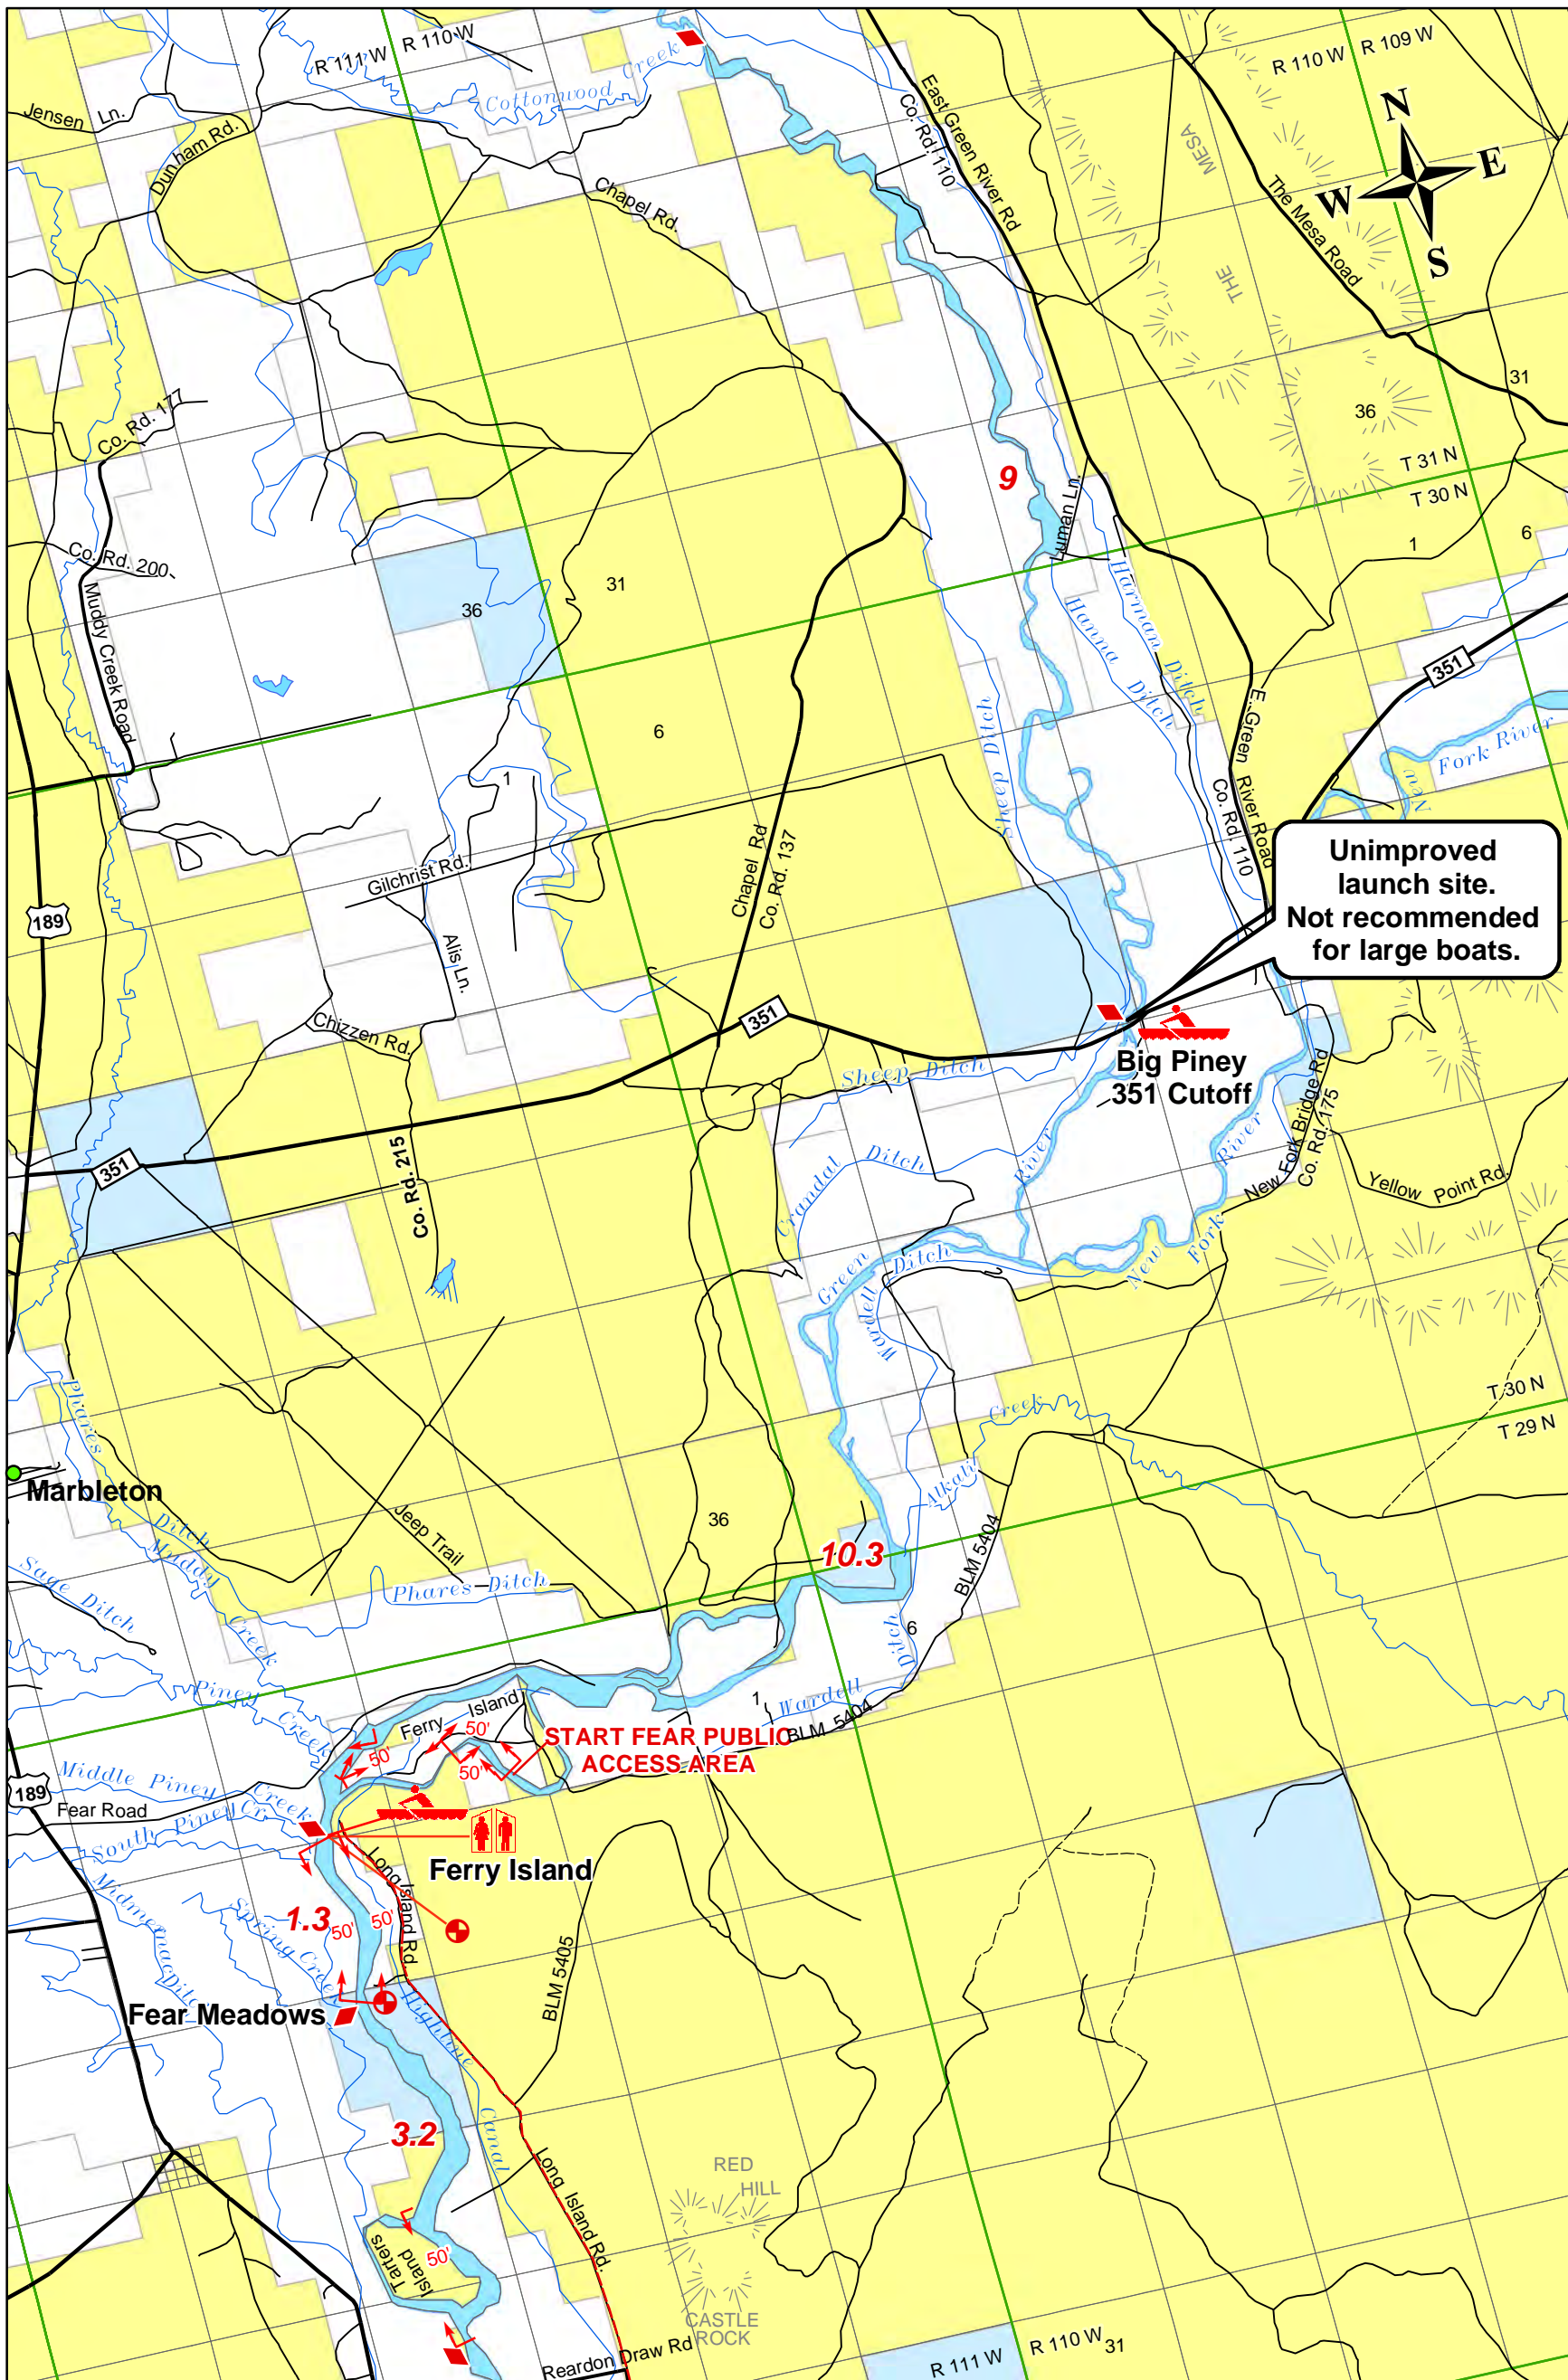 R 111 W
R 110 W
R 110 W
R 109 W
Jensen Ln.
Cottonwood Creek
Dunham Rd.
East Green River Rd
Co. Rd. 110
MESA
THE
N
E
W
S
The Mesa Road
Chapel Rd.
31
36
Co. Rd. 177
T 31 N
T 30 N
9
Luman Ln.
1
6
Co. Rd. 200
Muddy Creek Road
36
31
Harman Ditch
Hanna Ditch
351
Sheep Ditch
6
E. Green River Road
Co. Rd. 110
New Fork River
1
Gilchrist Rd.
Chapel Rd
Co. Rd. 137
Unimproved
launch site.
Not recommended
for large boats.
189
Alis Ln.
351
Chizzen Rd.
Big Piney
351 Cutoff
Sheep Ditch
New Fork Bridge Rd
Co. Rd. 175
351
Co. Rd. 215
Crandal Ditch
River
River
Yellow Point Rd.
Green
Wardell Ditch
New Fork
Phares
T 30 N
T 29 N
Creek
Alkali
Marbleton
Ditch
Muddy
Jeep Trail
36
10.3
BLM 5404
Sage Ditch
Phares Ditch
Creek
6
Ditch
Piney
Creek
Ferry Island
50'
50'
50'
1
Wardell
BLM 5404
START FEAR PUBLIC
ACCESS AREA
Middle Piney Creek
189
Fear Road
South Piney Cr.
Ferry Island
Long Island Rd.
1.3
50'
50'
Spring Creek
BLM 5405
Fear Meadows
Highline
Canal
3.2
Long Island Rd.
RED
HILL
Tarters
Island
50'
CASTLE
ROCK
Reardon Draw Rd
R 111 W
R 110 W
31